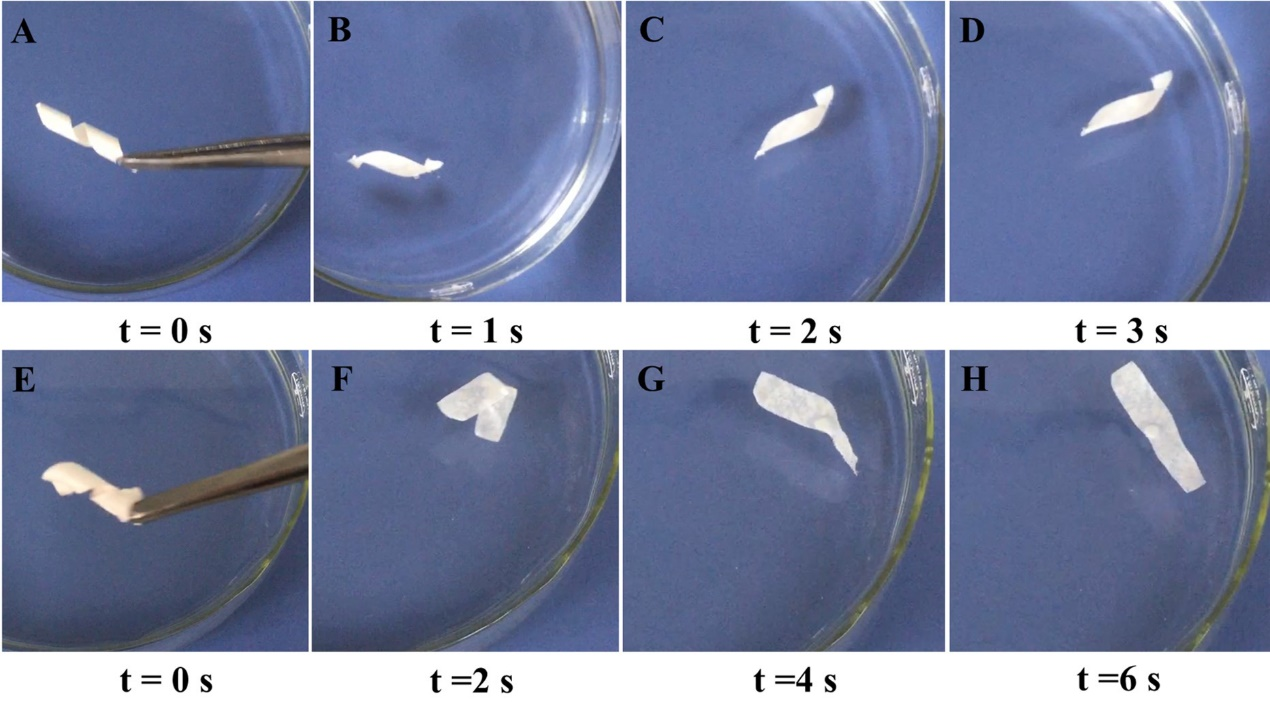 A B C D
t = 0 s t = 1 s t = 2 s t = 3 s
E F G H
t = 0 s t =2 s t =4 s t =6 s